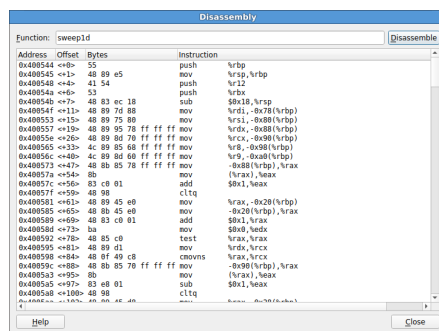 Disassembly
Function: sweep1d Disassemble
Address Offset Bytes Instruction
0x400544 <+0> 55 push %rbp
0x400545 <+1> 48 89 e5 mov %rsp,%rbp
0x400548 <+4> 41 54 push %r12
0x40054a <+6> 53 push %rbx
0x40054b <+7> 48 83 ec 18 sub $0x18,%rsp
0x40054f <+11> 48 89 7d 88 mov %rdi,-0x78(%rbp)
0x400553 <+15> 48 89 75 80 mov %rsi,-0x80(%rbp)
0x400557 <+19> 48 89 95 78 ff ff ff mov %rdx,-0x88(%rbp)
0x40055e <+26> 48 89 8d 70 ff ff ff mov %rcx,-0x90(%rbp)
0x400565 <+33> 4c 89 85 68 ff ff ff mov %r8,-0x98(%rbp)
0x40056c <+40> 4c 89 8d 60 ff ff ff mov %r9,-0xa0(%rbp)
0x400573 <+47> 48 8b 85 78 ff ff ff mov -0x88(%rbp),%rax
0x40057a <+54> 8b mov (%rax),%eax
0x40057c <+56> 83 c0 01 add $0x1,%eax
0x40057f <+59> 48 98 cltq
0x400581 <+61> 48 89 45 e0 mov %rax,-0x20(%rbp)
0x400585 <+65> 48 8b 45 e0 mov -0x20(%rbp),%rax
0x400589 <+69> 48 83 c0 01 add $0x1,%rax
0x40058d <+73> ba mov $0x0,%edx
0x400592 <+78> 48 85 c0 test %rax,%rax
0x400595 <+81> 48 89 d1 mov %rdx,%rcx
0x400598 <+84> 48 0f 49 c8 cmovns %rax,%rcx
0x40059c <+88> 48 8b 85 70 ff ff ff mov -0x90(%rbp),%rax
0x4005a3 <+95> 8b mov (%rax),%eax
0x4005a5 <+97> 83 e8 01 sub $0x1,%eax
0x4005a8 <+100> 48 98 cltq
Help Close